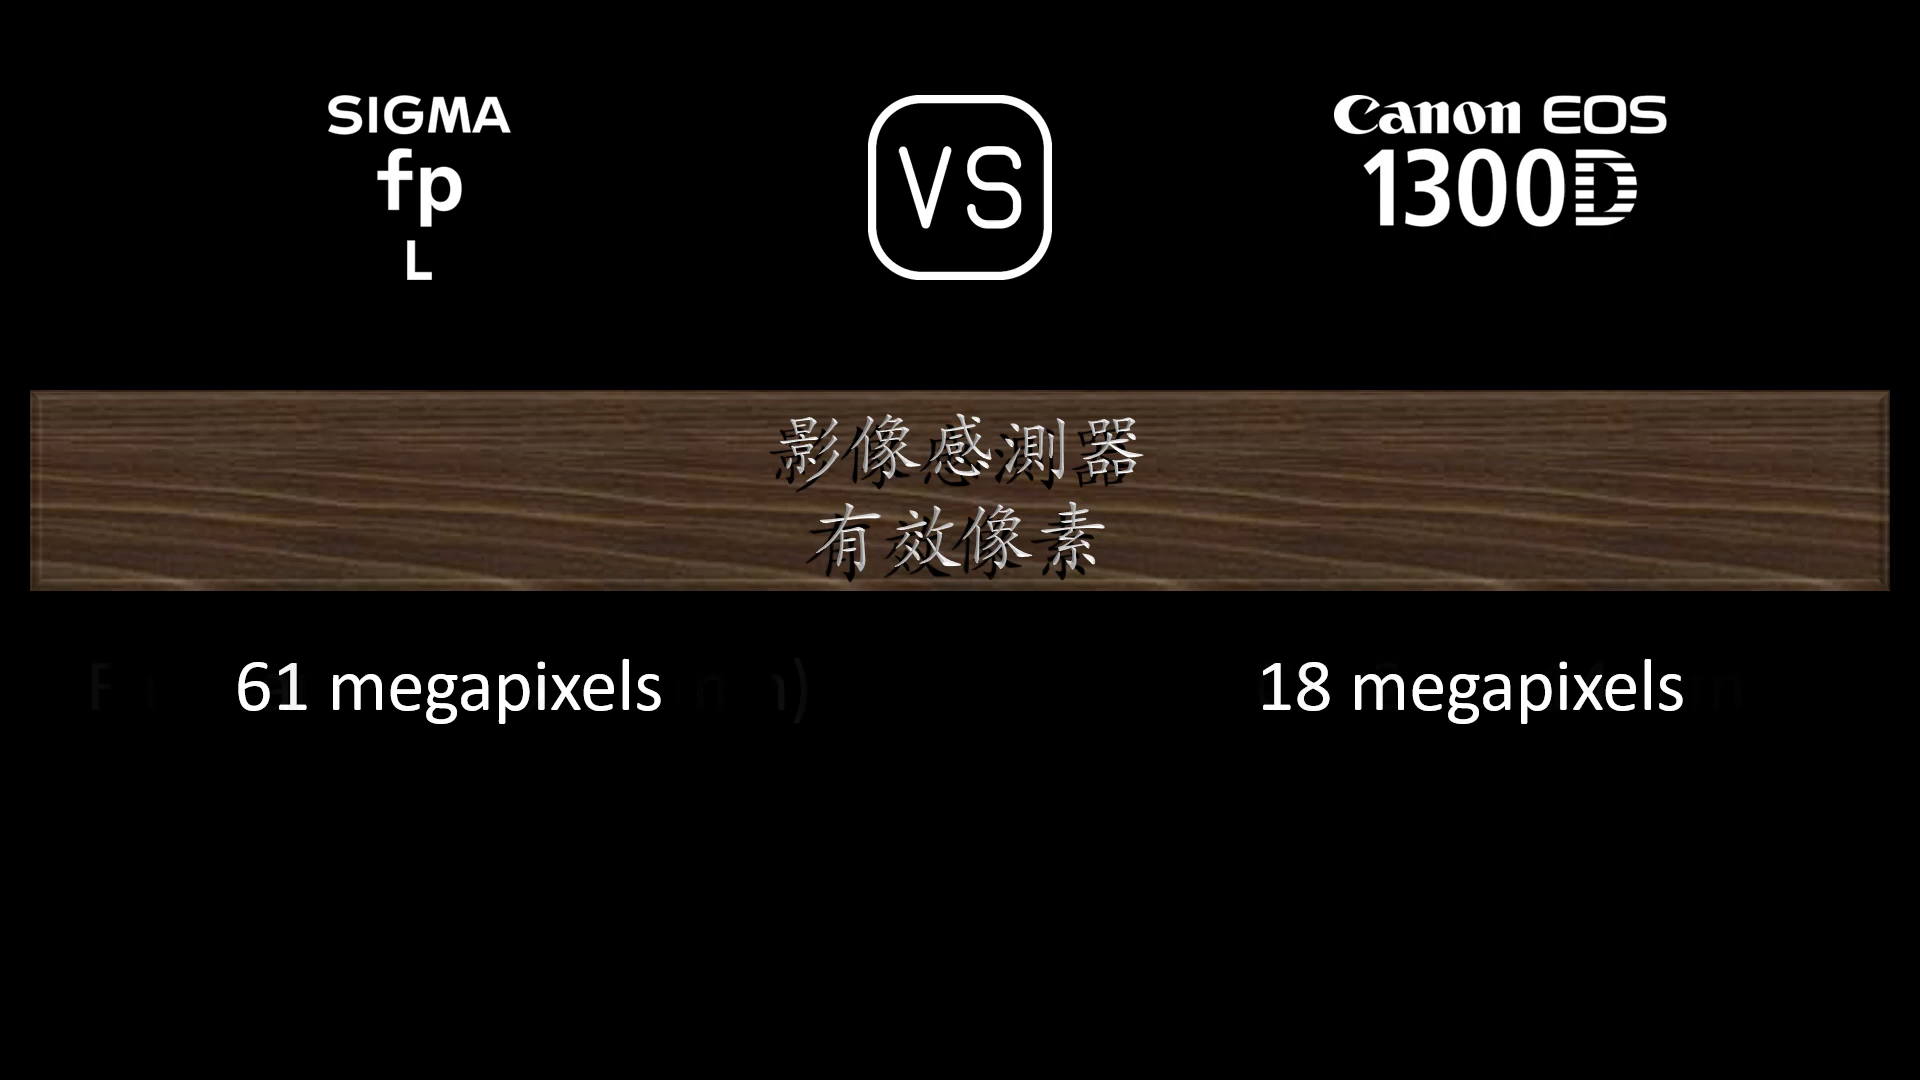 SIGMA
fp
L
VS
Canon EOS
1300D
影像感測器
有效像素
61 megapixels
18 megapixels